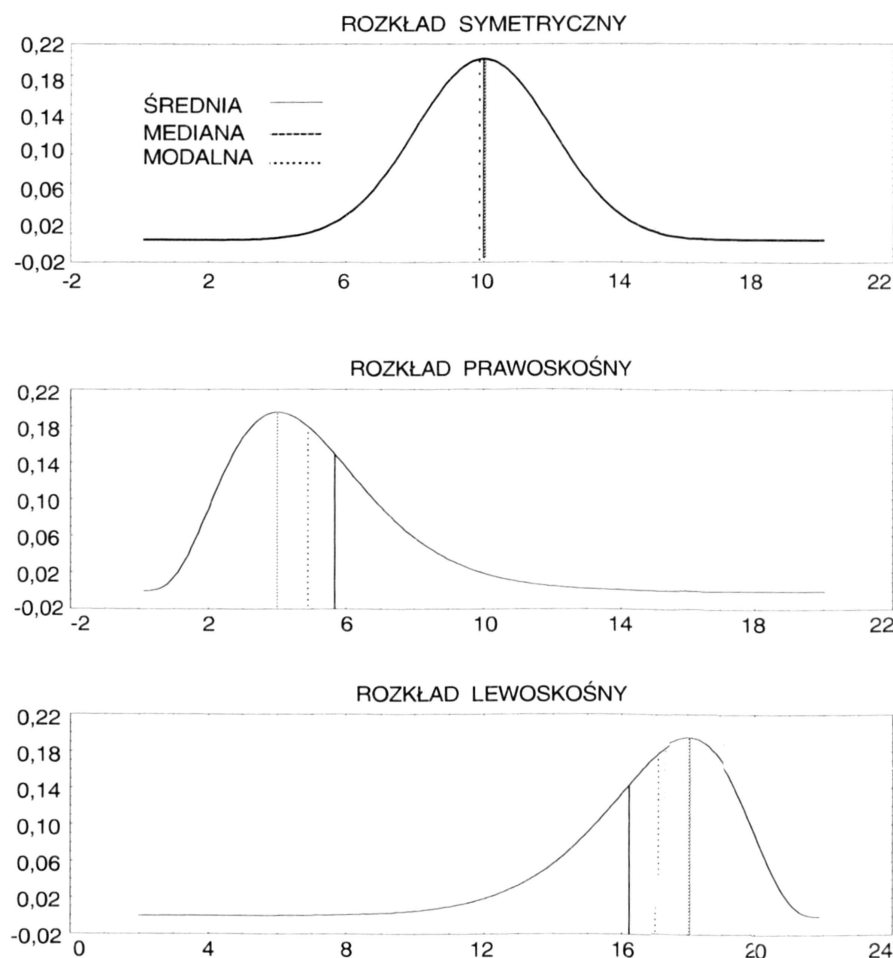 ROZKŁAD SYMETRYCZNY
0,22
0,18
0,14
0,10
0,06
0,02
-0,02
ŚREDNIA
MEDIANA
MODALNA
-2 2 6 10 14 18 22
ROZKŁAD PRAWOSKOŚNY
0,22
0,18
0,14
0,10
0,06
0,02
-0,02
-2 2 6 10 14 18 22
ROZKŁAD LEWOSKOŚNY
0,22
0,18
0,14
0,10
0,06
0,02
-0,02
0 4 8 12 16 20 24